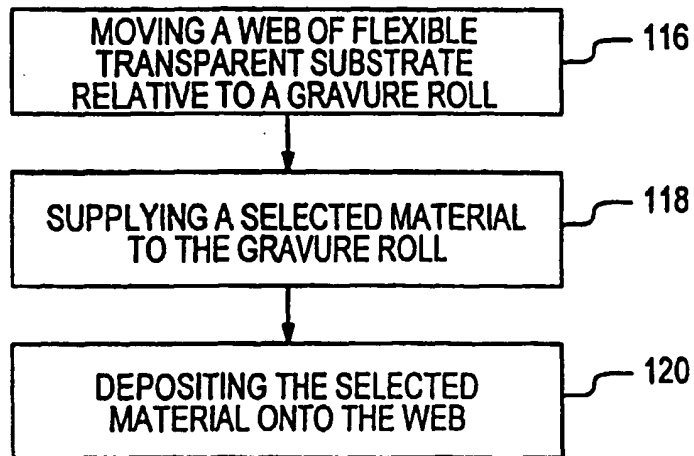 MOVING A WEB OF FLEXIBLE
TRANSPARENT SUBSTRATE
RELATIVE TO A GRAVURE ROLL
116
SUPPLYING A SELECTED MATERIAL
TO THE GRAVURE ROLL
118
DEPOSITING THE SELECTED
MATERIAL ONTO THE WEB
120